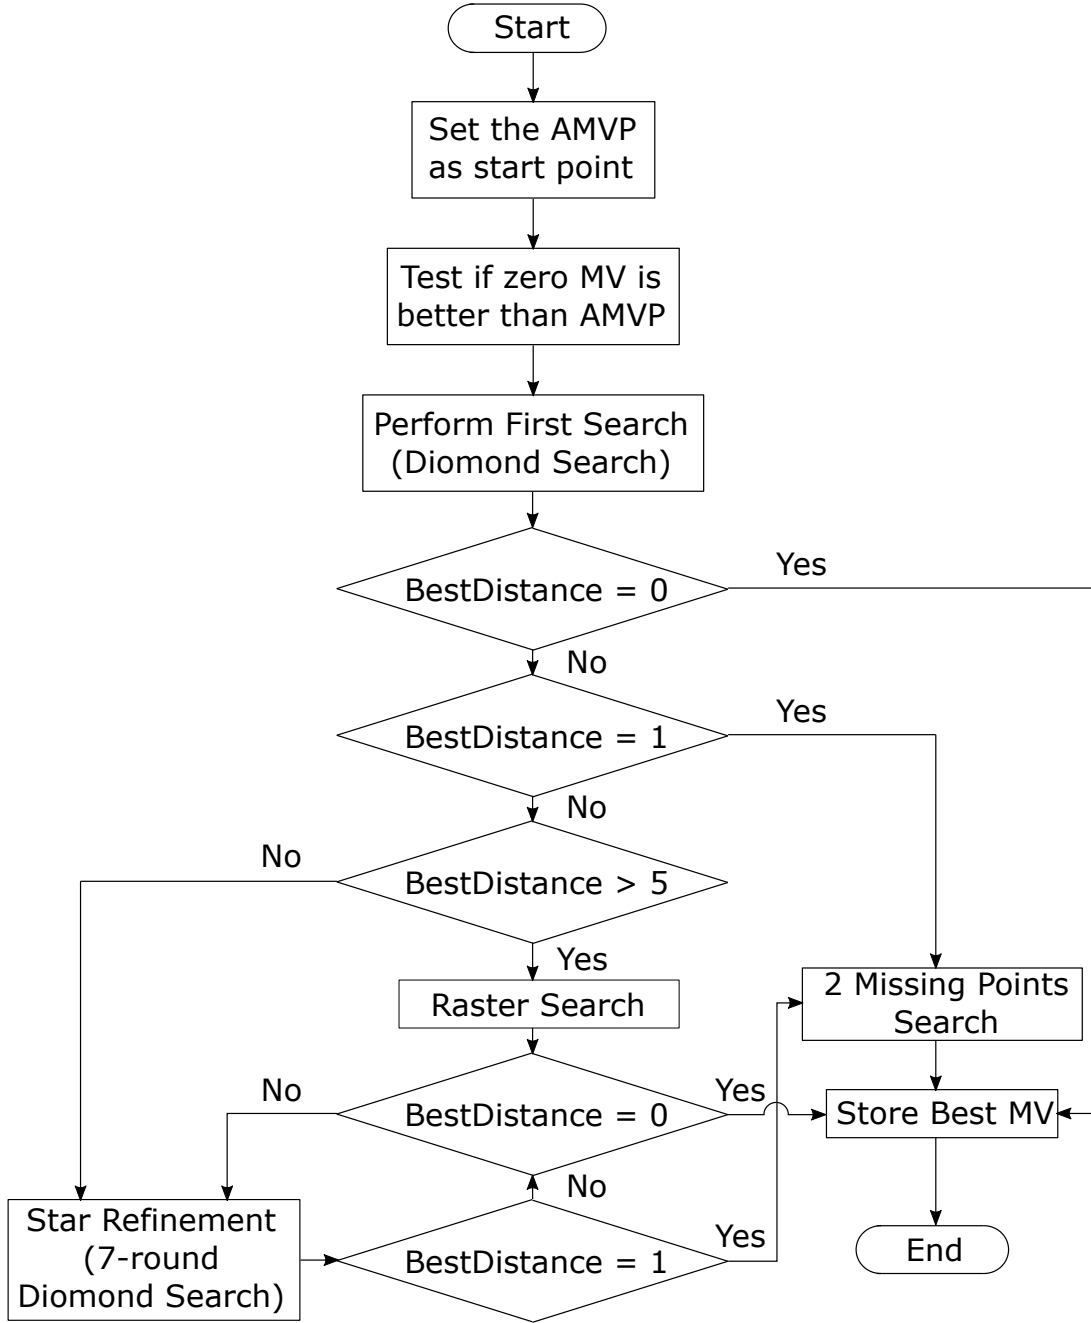 Start
Set the AMVP
as start point
Test if zero MV is
better than AMVP
Perform First Search
(Diomond Search)
BestDistance = 0
Yes
No
BestDistance = 1
Yes
No
BestDistance > 5
No
Yes
Raster Search
2 Missing Points
Search
BestDistance = 0
No
Yes
Store Best MV
No
Star Refinement
(7-round
Diomond Search)
BestDistance = 1
Yes
End